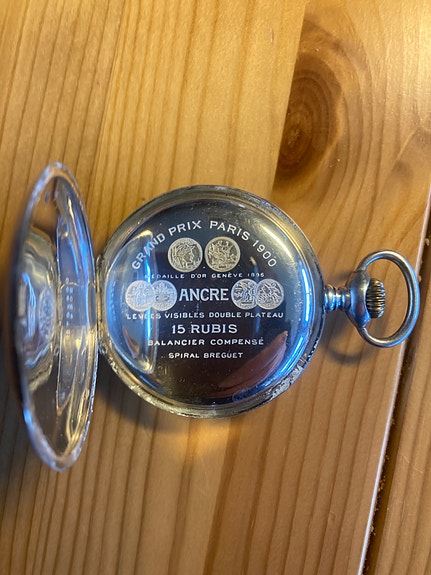 GRAND PRIX PARIS 1900
MEDAILLE D'OR GENÈVE 1896
ANCRE
LEVÉES VISIBLES DOUBLE PLATEAU
15 RUBIS
BALANCIER COMPENSÉ
SPIRAL BREGUET